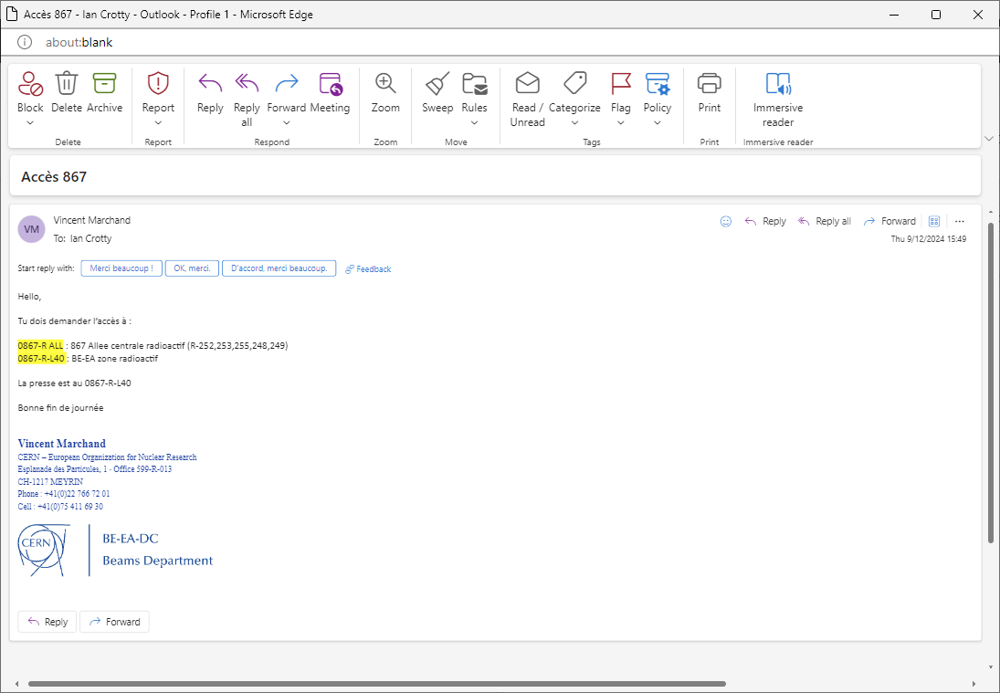 Accès 867 - Ian Crotty - Outlook - Profile 1 - Microsoft Edge
about:blank
Block Delete Archive Report Reply Reply all Forward Meeting Zoom Sweep Rules Read / Unread Categorize Flag Policy Print Immersive reader
Delete Report Respond Zoom Move Tags Print Immersive reader
Accès 867
VM
Vincent Marchand
To: Ian Crotty
Reply Reply all Forward
Thu 9/12/2024 15:49
Start reply with: Merci beaucoup ! OK, merci. D'accord, merci beaucoup. Feedback
Hello,
Tu dois demander l'accès à :
0867-R ALL : 867 Allee centrale radioactif (R-252,253,255,248,249)
0867-R-L40 : BE-EA zone radioactif
La presse est au 0867-R-L40
Bonne fin de journée
Vincent Marchand
CERN – European Organization for Nuclear Research
Esplanade des Particules, 1 - Office 599-R-013
CH-1217 MEYRIN
Phone : +41(0)22 766 72 01
Cell : +41(0)75 411 69 30
CERN
BE-EA-DC
Beams Department
Reply Forward